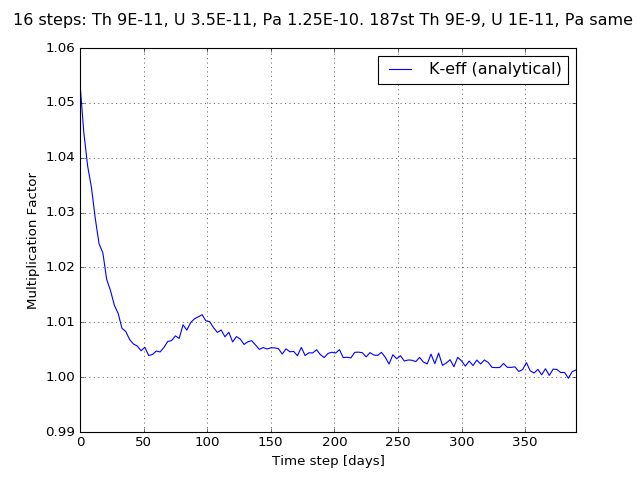 16 steps: Th 9E-11, U 3.5E-11, Pa 1.25E-10. 187st Th 9E-9, U 1E-11, Pa same
K-eff (analytical)
Multiplication Factor
1.06
1.05
1.04
1.03
1.02
1.01
1.00
0.99
0 50 100 150 200 250 300 350
Time step [days]